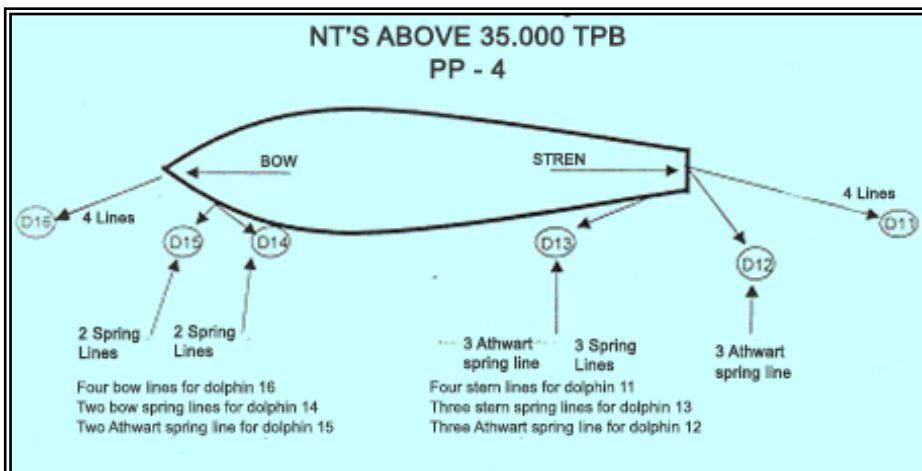 NT'S ABOVE 35.000 TPB
PP - 4
BOW
STREN
D16
4 Lines
D15
D14
D13
D12
4 Lines
D11
2 Spring
Lines
2 Spring
Lines
3 Athwart
spring line
3 Spring
Lines
3 Athwart
spring line
Four bow lines for dolphin 16
Two bow spring lines for dolphin 14
Two Athwart spring line for dolphin 15
Four stern lines for dolphin 11
Three stern spring lines for dolphin 13
Three Athwart spring line for dolphin 12